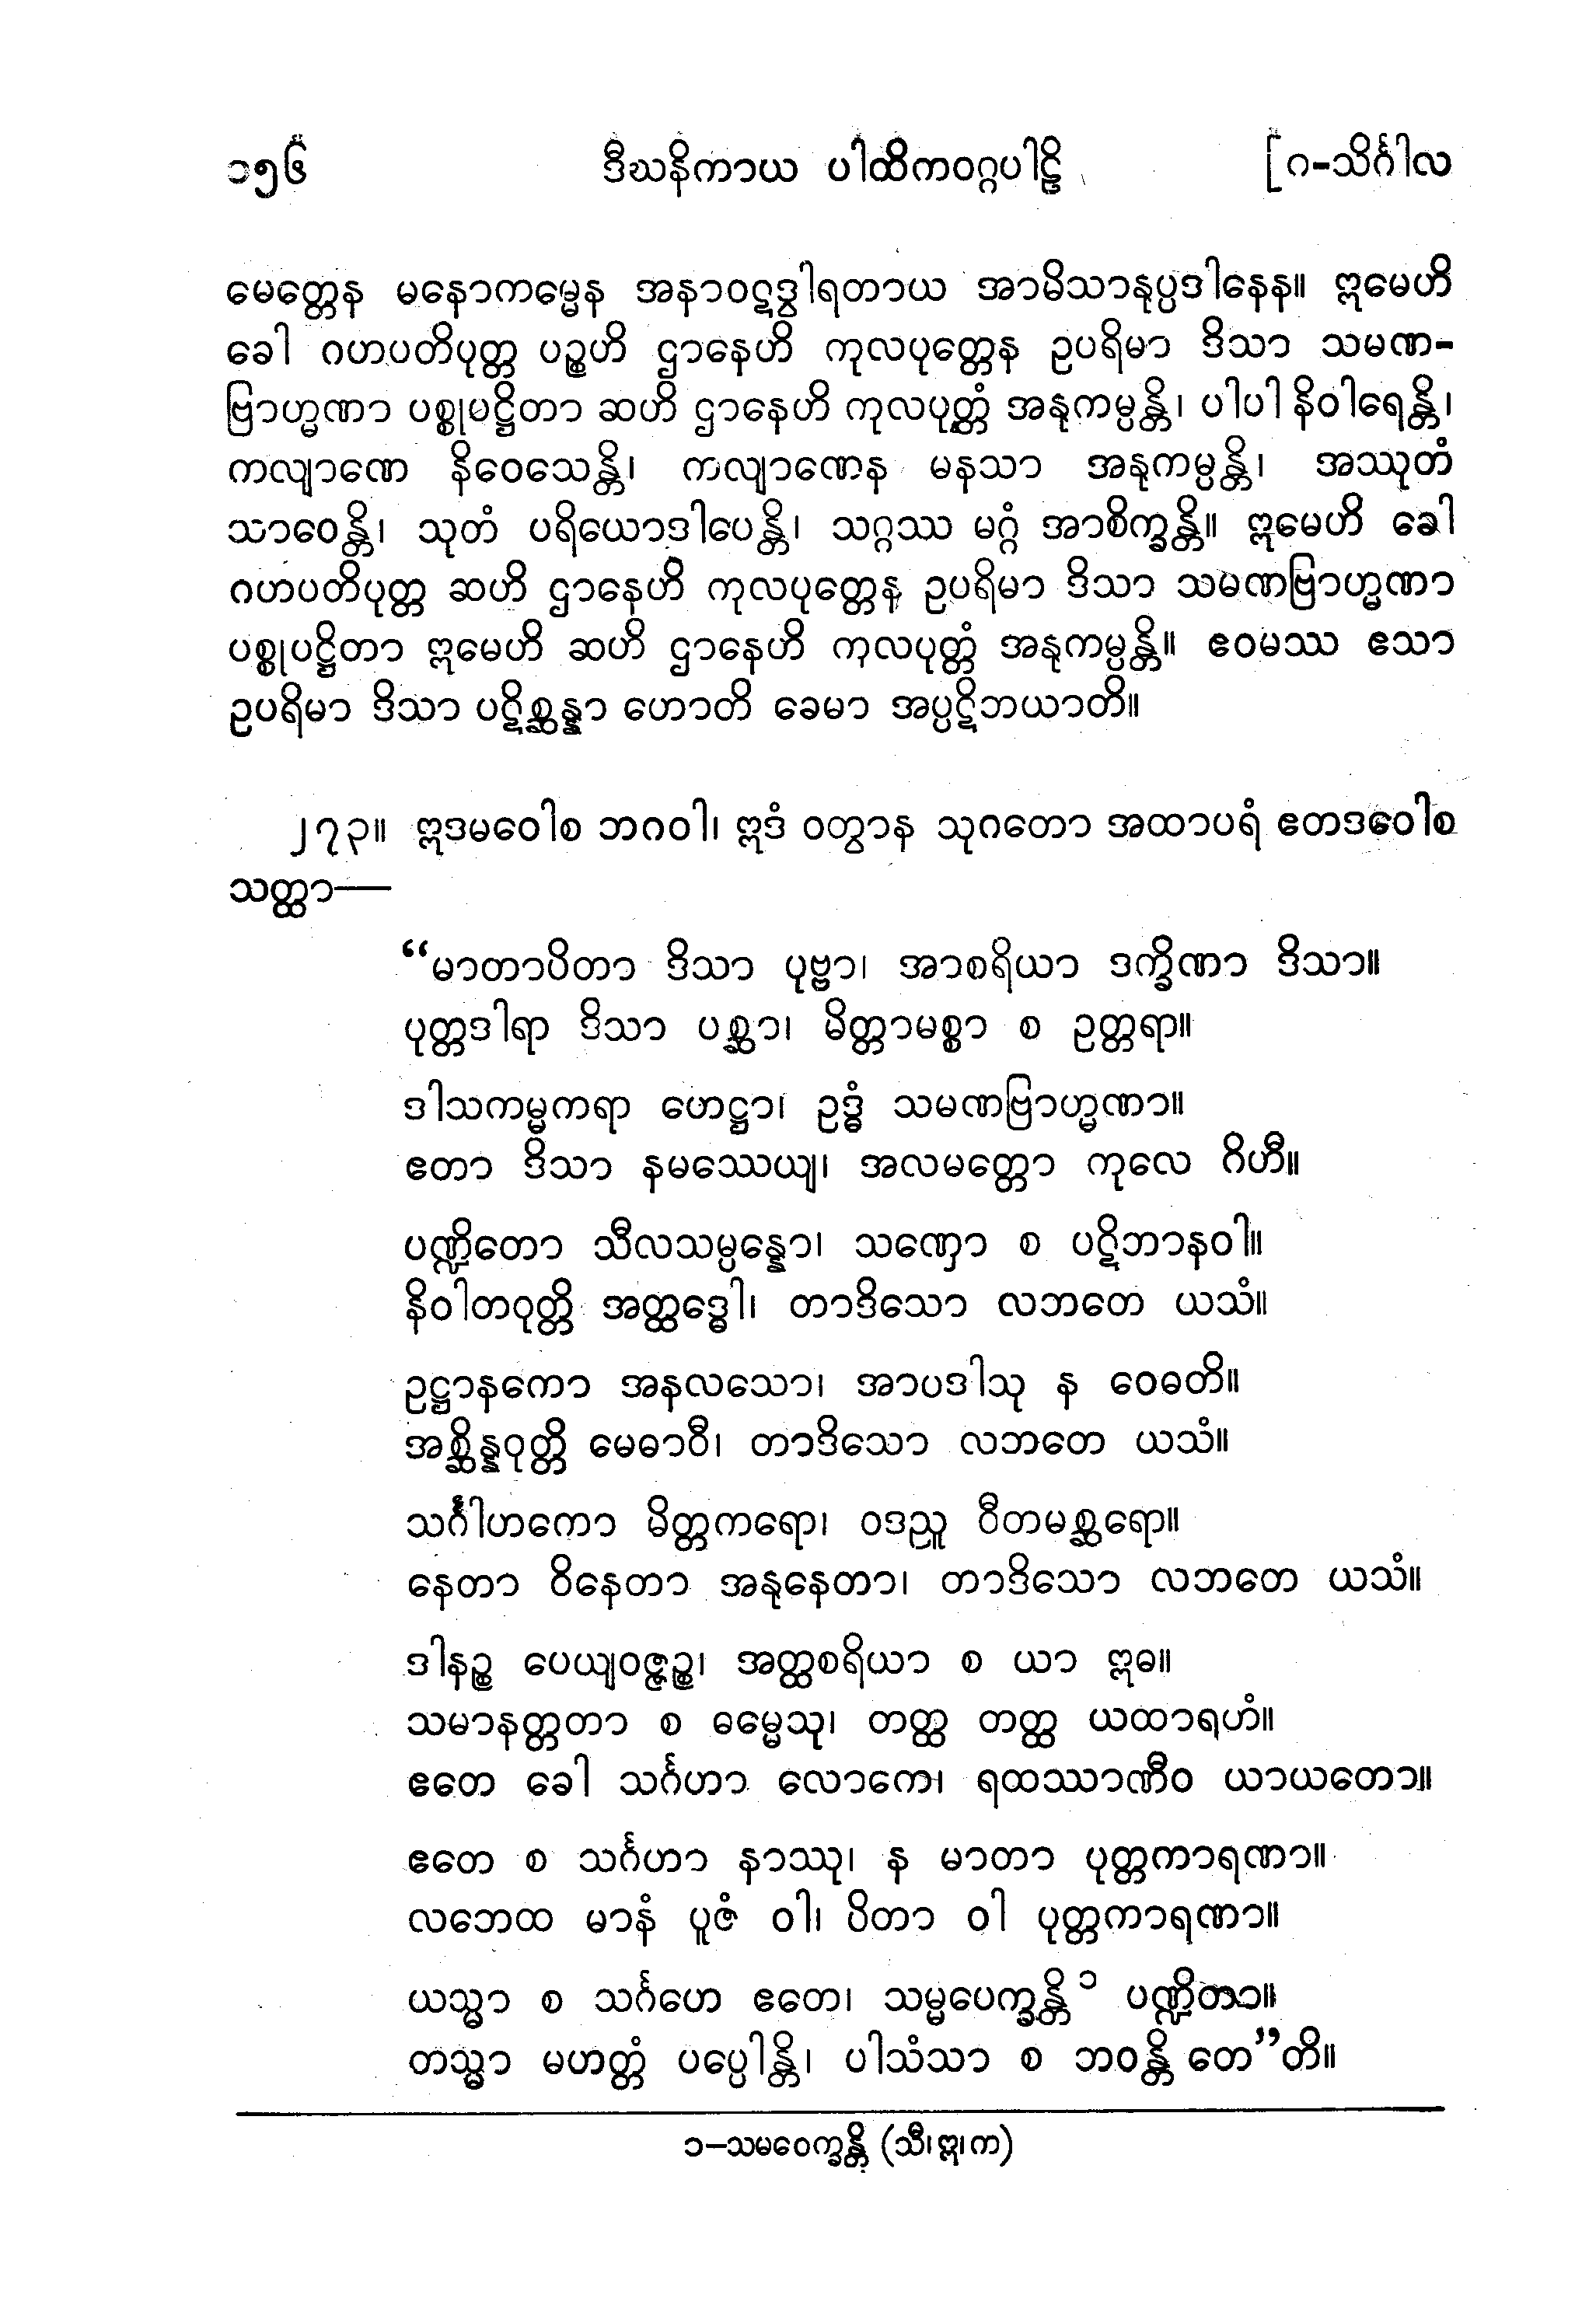 ၁၅၆ ဒီဃနိကာယ ပါထိကဝဂ္ဂပါဠိ [၈-သိင်္ဂါလ
မေတ္တေန မနောကမ္မေန အနာဝဋဒွါရတာယ အာမိသာနုပ္ပဒါနေန။ ဣမေဟိ
ခေါ ဂဟပတိပုတ္တ ပဉ္စဟိ ဌာနေဟိ ကုလပုတ္တေန ဥပရိမာ ဒိသာ သမဏ-
ဗြာဟ္မဏာ ပစ္စုပဋ္ဌိတာ ဆဟိ ဌာနေဟိ ကုလပုတ္တံ အနုကမ္ပန္တိ၊ ပါပါ နိဝါရေန္တိ၊
ကလျာဏေ နိဝေသေန္တိ၊ ကလျာဏေန မနသာ အနုကမ္ပန္တိ၊ အဿုတံ
သာဝေန္တိ၊ သုတံ ပရိယောဒါပေန္တိ၊ သဂ္ဂဿ မဂ္ဂံ အာစိက္ခန္တိ။ ဣမေဟိ ခေါ
ဂဟပတိပုတ္တ ဆဟိ ဌာနေဟိ ကုလပုတ္တေန ဥပရိမာ ဒိသာ သမဏဗြာဟ္မဏာ
ပစ္စုပဋ္ဌိတာ ဣမေဟိ ဆဟိ ဌာနေဟိ ကုလပုတ္တံ အနုကမ္ပန္တိ။ ဧဝမဿ ဧသာ
ဥပရိမာ ဒိသာ ပဋိစ္ဆန္နာ ဟောတိ ခေမာ အပ္ပဋိဘယာတိ။
၂၇၃။ ဣဒမဝေါစ ဘဂဝါ၊ ဣဒံ ဝတွာန သုဂတော အထာပရံ ဧတဒဝေါစ
သတ္ထာ—
“မာတာပိတာ ဒိသာ ပုဗ္ဗာ၊ အာစရိယာ ဒက္ခိဏာ ဒိသာ။
ပုတ္တဒါရာ ဒိသာ ပစ္ဆာ၊ မိတ္တာမစ္စာ စ ဥတ္တရာ။
ဒါသကမ္မကရာ ဟေဋ္ဌာ၊ ဥဒ္ဓံ သမဏဗြာဟ္မဏာ။
ဧတာ ဒိသာ နမဿေယျ၊ အလမတ္တော ကုလေ ဂိဟီ။
ပဏ္ဍိတော သီလသမ္ပန္နော၊ သဏှော စ ပဋိဘာနဝါ။
နိဝါတဝုတ္တိ အတ္ထဒ္ဓေါ၊ တာဒိသော လဘတေ ယသံ။
ဥဋ္ဌာနကော အနလသော၊ အာပဒါသု န ဝေဓတိ။
အစ္ဆိန္နဝုတ္တိ မေဓာဝီ၊ တာဒိသော လဘတေ ယသံ။
သင်္ဂါဟကော မိတ္တကရော၊ ဝဒညူ ဝီတမစ္ဆရော။
နေတာ ဝိနေတာ အနုနေတာ၊ တာဒိသော လဘတေ ယသံ။
ဒါနဉ္စ ပေယျဝဇ္ဇဉ္စ၊ အတ္ထစရိယာ စ ယာ ဣဓ။
သမာနတ္တတာ စ ဓမ္မေသု၊ တတ္ထ တတ္ထ ယထာရဟံ။
ဧတေ ခေါ သင်္ဂဟာ လောကေ၊ ရထဿာဏီဝ ယာယတော။
ဧတေ စ သင်္ဂဟာ နာဿု၊ န မာတာ ပုတ္တကာရဏာ။
လဘေထ မာနံ ပူဇံ ဝါ၊ ပိတာ ဝါ ပုတ္တကာရဏာ။
ယသ္မာ စ သင်္ဂဟေ ဧတေ၊ သမ္မပေက္ခန္တိ ၁ ပဏ္ဍိတာ။
တသ္မာ မဟတ္တံ ပပ္ပေါန္တိ၊ ပါသံသာ စ ဘဝန္တိ တေ”တိ။
၁–သမဝေက္ခန္တိ (သီ၊ ဣ၊ က)